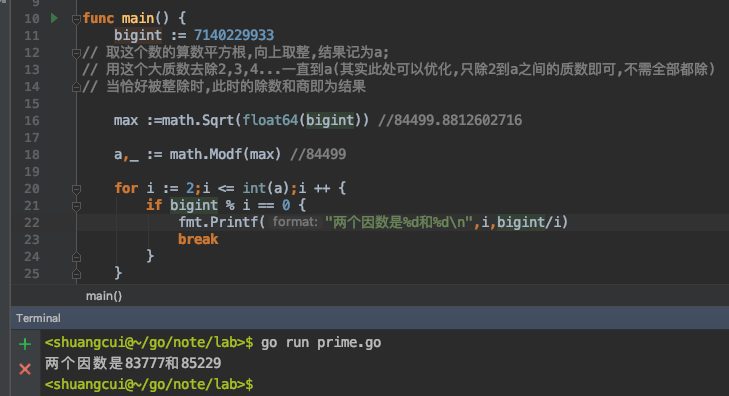 9
10 func main() {
11 bigint := 7140229933
12 // 取这个数的算数平方根,向上取整,结果记为a;
13 // 用这个大质数去除2,3,4...一直到a(其实此处可以优化,只除2到a之间的质数即可,不需全部都除)
14 // 当恰好被整除时,此时的除数和商即为结果
15
16 max :=math.Sqrt(float64(bigint)) //84499.8812602716
17
18 a,_ := math.Modf(max) //84499
19
20 for i := 2;i <= int(a);i ++ {
21 if bigint % i == 0 {
22 fmt.Printf( format: "两个因数是%d和%d\n",i,bigint/i)
23 break
24 }
25 }
main()
Terminal
<shuangcui@~/go/note/lab>$ go run prime.go
两个因数是83777和85229
<shuangcui@~/go/note/lab>$